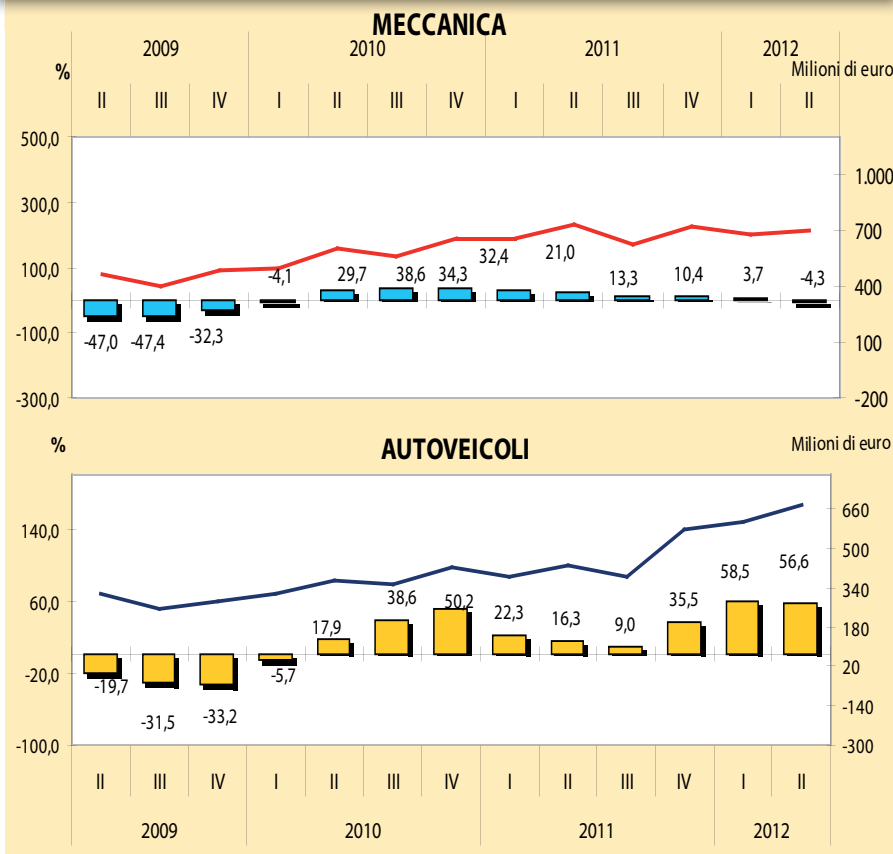 MECCANICA
2009 2010 2011 2012
% Milioni di euro
II III IV I II III IV I II III IV I II
500,0
300,0
100,0
-100,0
-300,0
1.000
700
400
100
-200
-47,0 -47,4 -32,3 -4,1 29,7 38,6 34,3 32,4 21,0 13,3 10,4 3,7 -4,3
% AUTOVEICOLI Milioni di euro
140,0
60,0
-20,0
-100,0
660
500
340
180
20
-140
-300
-19,7 -31,5 -33,2 -5,7 17,9 38,6 50,2 22,3 16,3 9,0 35,5 58,5 56,6
II III IV I II III IV I II III IV I II
2009 2010 2011 2012